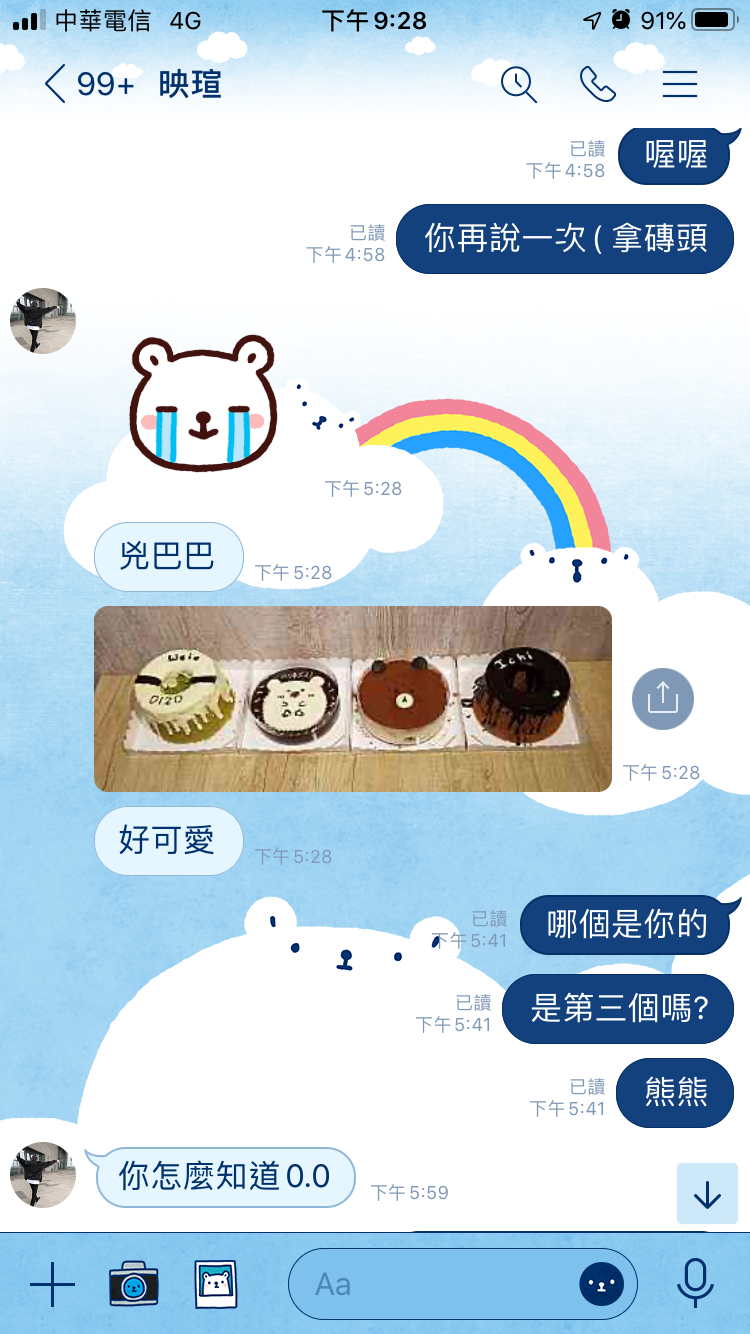 中華電信 4G 下午 9:28 91%
99+ 映瑄
已讀
下午 4:58
喔喔
已讀
下午 4:58
你再說一次 ( 拿磚頭
下午 5:28
兇巴巴
下午 5:28
Weie
0120
Ichi
下午 5:28
好可愛
下午 5:28
已讀
下午 5:41
哪個是你的
已讀
下午 5:41
是第三個嗎?
已讀
下午 5:41
熊熊
你怎麼知道 0.0
下午 5:59
Aa